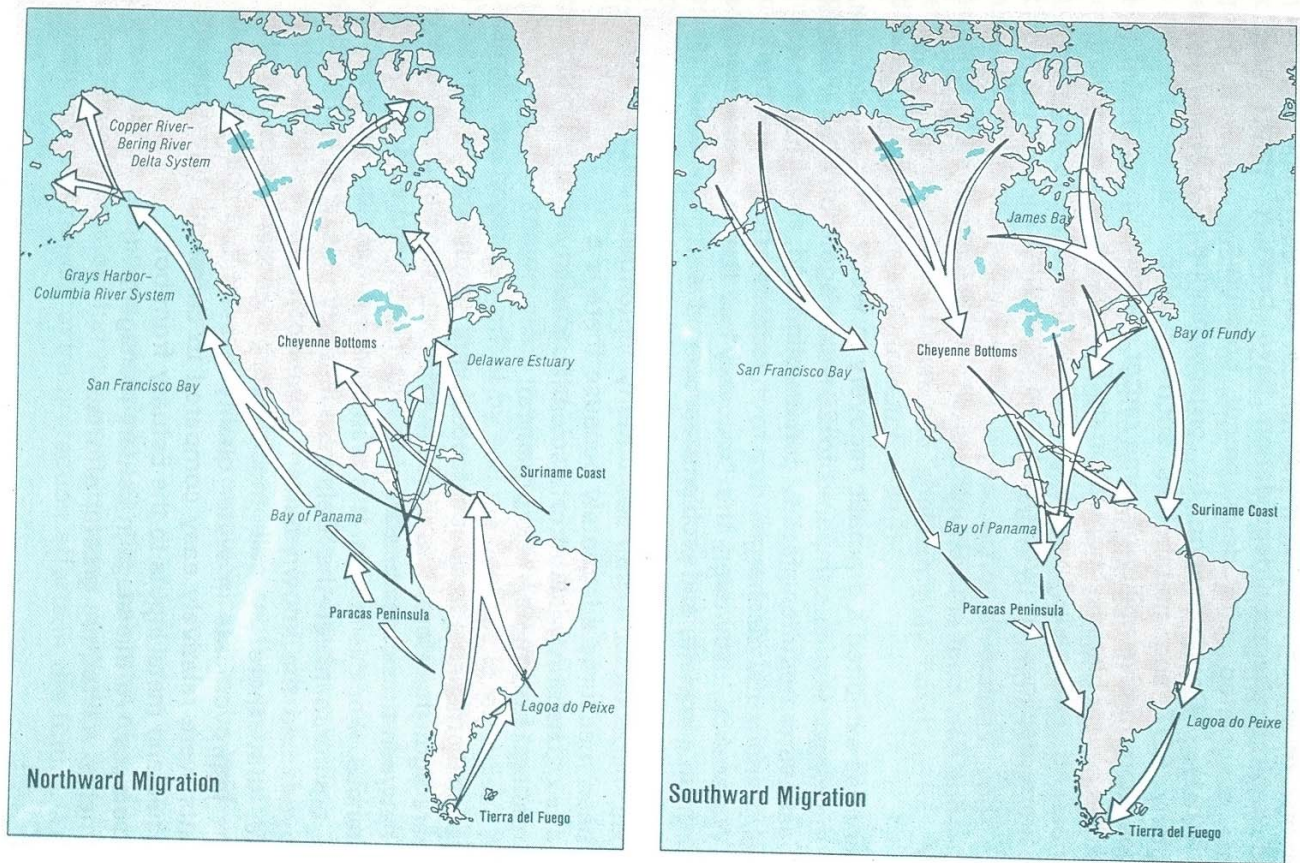 Copper River–
Bering River
Delta System
Grays Harbor–
Columbia River System
Cheyenne Bottoms
Delaware Estuary
San Francisco Bay
Suriname Coast
Bay of Panama
Paracas Peninsula
Lagoa do Peixe
Northward Migration
Tierra del Fuego
James Bay
Bay of Fundy
Cheyenne Bottoms
San Francisco Bay
Suriname Coast
Bay of Panama
Paracas Peninsula
Lagoa do Peixe
Southward Migration
Tierra del Fuego